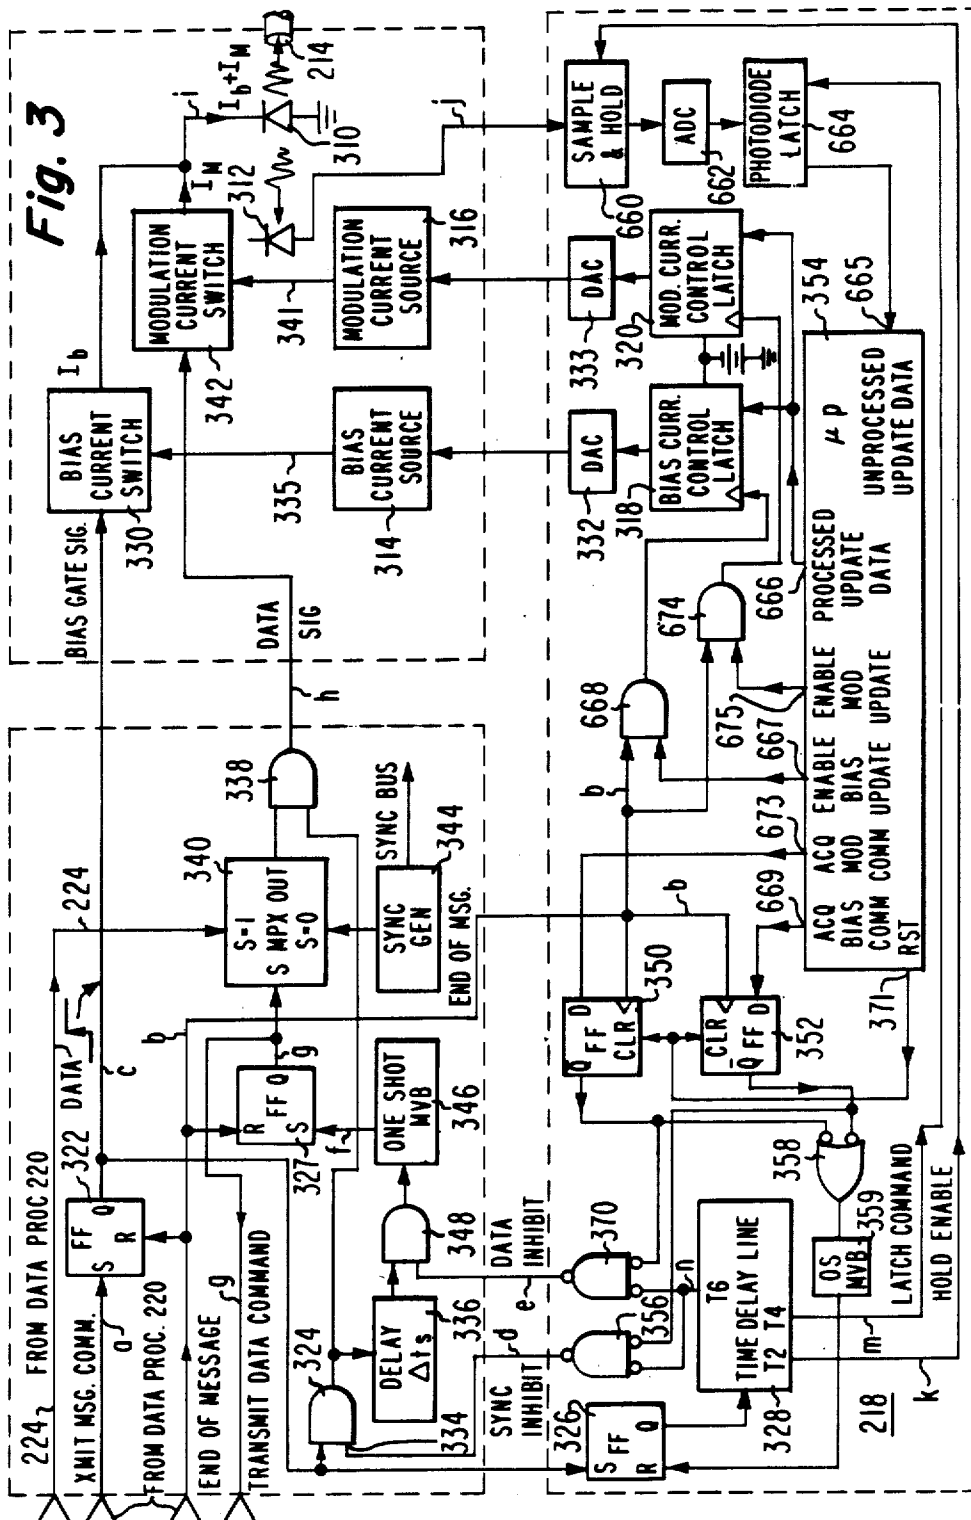 Fig. 3
224
FROM DATA PROC 220
XMIT MSG. COMM.
a
FROM DATA PROC. 220
END OF MESSAGE
g
TRANSMIT DATA COMMAND
322
S
FF
Q
R
DATA
c
224
b
327
R
FF Q
S
g
f
ONE SHOT
MVB
346
340
S=1
S MPX OUT
S=0
338
SYNC
GEN
344
SYNC BUS
END OF MSG.
324
334
DELAY
Δts
336
348
h
DATA
SIG
BIAS GATE SIG.
BIAS
CURRENT
SWITCH
330
Ib
335
BIAS
CURRENT
SOURCE
314
MODULATION
CURRENT
SWITCH
342
IM
341
MODULATION
CURRENT
SOURCE
316
312
310
i
Ib+IM
214
j
SYNC
INHIBIT
d
DATA
INHIBIT
e
326
S
FF
Q
R
356
370
n
T6
TIME DELAY LINE
T2 T4
328
k
m
LATCH COMMAND
HOLD ENABLE
218
OS
MVB
359
358
Q
D
FF
CLR
350
CLR
Q FF D
352
b
b
371
668
674
669
673
667
675
666
ACQ
BIAS
COMM
ACQ
MOD
COMM
ENABLE
BIAS
UPDATE
ENABLE
MOD
UPDATE
PROCESSED
UPDATE
DATA
μp
UNPROCESSED
UPDATE DATA
RST
354
665
332
DAC
318
BIAS CURR.
CONTROL
LATCH
333
DAC
320
MOD. CURR.
CONTROL
LATCH
SAMPLE
& HOLD
660
ADC
662
PHOTODIODE
LATCH
664